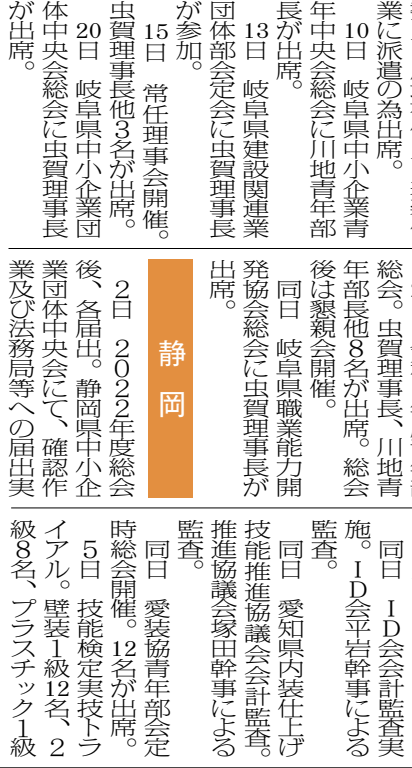 業に派遣の為出席。
10日　岐阜県中小企業青
年中央会総会に川地青年部
長が出席。
13日　岐阜県建設関連業
団体部会定会に虫賀理事長
が参加。
15日　常任理事会開催。
虫賀理事長他３名が出席。
20日　岐阜県中小企業団
体中央会総会に虫賀理事長
が出席。
総会。虫賀理事長、川地青
年部長他８名が出席。総会
後は懇親会開催。
同日　岐阜県職業能力開
発協会総会に虫賀理事長が
出席。
静岡
２日　２０２２年度総会
後、各届出。静岡県中小企
業団体中央会にて、確認作
業及び法務局等への届出実
同日　ＩＤ会会計監査実
施。ＩＤ会平岩幹事による
監査。
同日　愛知県内装仕上げ
技能推進協議会会計監査。
推進協議会塚田幹事による
監査。
同日　愛装協青年部会定
時総会開催。12名が出席。
５日　技能検定実技トラ
イアル。壁装１級12名、２
級８名、プラスチック１級